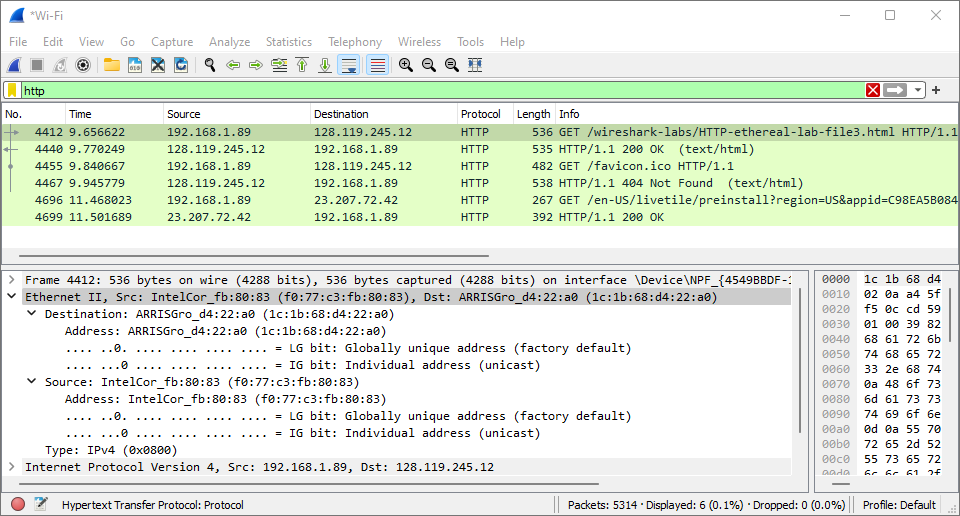 *Wi-Fi
File Edit View Go Capture Analyze Statistics Telephony Wireless Tools Help
http
No. Time Source Destination Protocol Length Info
4412 9.656622 192.168.1.89 128.119.245.12 HTTP 536 GET /wireshark-labs/HTTP-ethereal-lab-file3.html HTTP/1.1
4440 9.770249 128.119.245.12 192.168.1.89 HTTP 535 HTTP/1.1 200 OK (text/html)
4455 9.840667 192.168.1.89 128.119.245.12 HTTP 482 GET /favicon.ico HTTP/1.1
4467 9.945779 128.119.245.12 192.168.1.89 HTTP 538 HTTP/1.1 404 Not Found (text/html)
4696 11.468023 192.168.1.89 23.207.72.42 HTTP 267 GET /en-US/livetile/preinstall?region=US&appid=C98EA5B084
4699 11.501689 23.207.72.42 192.168.1.89 HTTP 392 HTTP/1.1 200 OK
Frame 4412: 536 bytes on wire (4288 bits), 536 bytes captured (4288 bits) on interface \Device\NPF_{4549BBDF-1
Ethernet II, Src: IntelCor_fb:80:83 (f0:77:c3:fb:80:83), Dst: ARRISGro_d4:22:a0 (1c:1b:68:d4:22:a0)
Destination: ARRISGro_d4:22:a0 (1c:1b:68:d4:22:a0)
Address: ARRISGro_d4:22:a0 (1c:1b:68:d4:22:a0)
.... ..0. .... .... .... .... = LG bit: Globally unique address (factory default)
.... ...0 .... .... .... .... = IG bit: Individual address (unicast)
Source: IntelCor_fb:80:83 (f0:77:c3:fb:80:83)
Address: IntelCor_fb:80:83 (f0:77:c3:fb:80:83)
.... ..0. .... .... .... .... = LG bit: Globally unique address (factory default)
.... ...0 .... .... .... .... = IG bit: Individual address (unicast)
Type: IPv4 (0x0800)
Internet Protocol Version 4, Src: 192.168.1.89, Dst: 128.119.245.12
0000 1c 1b 68 d4
0010 02 0a a4 5f
0020 f5 0c cd 59
0030 01 00 39 82
0040 68 61 72 6b
0050 74 68 65 72
0060 33 2e 68 74
0070 0a 48 6f 73
0080 6d 61 73 73
0090 74 69 6f 6e
00a0 0d 0a 55 70
00b0 72 65 2d 52
00c0 55 73 65 72
00d0 6c 6c 61 2f
Hypertext Transfer Protocol: Protocol
Packets: 5314 · Displayed: 6 (0.1%) · Dropped: 0 (0.0%)
Profile: Default